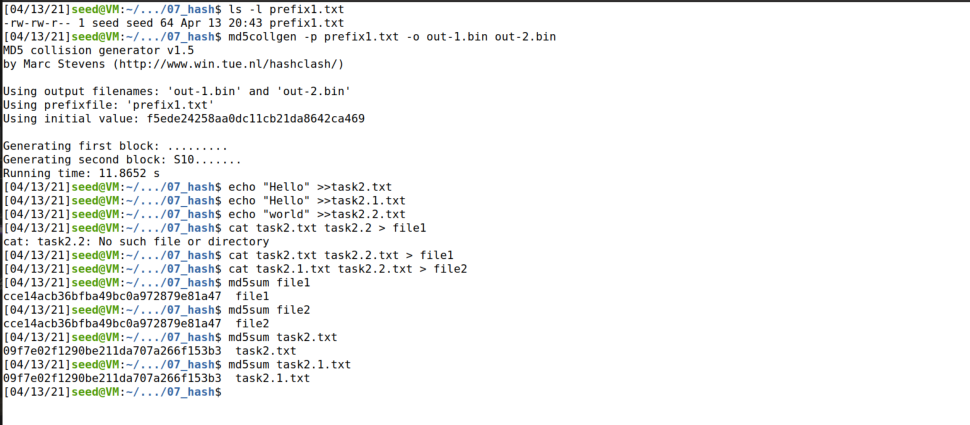 [04/13/21]seed@VM:~/.../07_hash$ ls -l prefix1.txt
-rw-rw-r-- 1 seed seed 64 Apr 13 20:43 prefix1.txt
[04/13/21]seed@VM:~/.../07_hash$ md5collgen -p prefix1.txt -o out-1.bin out-2.bin
MD5 collision generator v1.5
by Marc Stevens (http://www.win.tue.nl/hashclash/)

Using output filenames: 'out-1.bin' and 'out-2.bin'
Using prefixfile: 'prefix1.txt'
Using initial value: f5ede24258aa0dc11cb21da8642ca469

Generating first block: .........
Generating second block: S10.......
Running time: 11.8652 s
[04/13/21]seed@VM:~/.../07_hash$ echo "Hello" >>task2.txt
[04/13/21]seed@VM:~/.../07_hash$ echo "Hello" >>task2.1.txt
[04/13/21]seed@VM:~/.../07_hash$ echo "world" >>task2.2.txt
[04/13/21]seed@VM:~/.../07_hash$ cat task2.txt task2.2 > file1
cat: task2.2: No such file or directory
[04/13/21]seed@VM:~/.../07_hash$ cat task2.txt task2.2.txt > file1
[04/13/21]seed@VM:~/.../07_hash$ cat task2.1.txt task2.2.txt > file2
[04/13/21]seed@VM:~/.../07_hash$ md5sum file1
cce14acb36bfba49bc0a972879e81a47  file1
[04/13/21]seed@VM:~/.../07_hash$ md5sum file2
cce14acb36bfba49bc0a972879e81a47  file2
[04/13/21]seed@VM:~/.../07_hash$ md5sum task2.txt
09f7e02f1290be211da707a266f153b3  task2.txt
[04/13/21]seed@VM:~/.../07_hash$ md5sum task2.1.txt
09f7e02f1290be211da707a266f153b3  task2.1.txt
[04/13/21]seed@VM:~/.../07_hash$